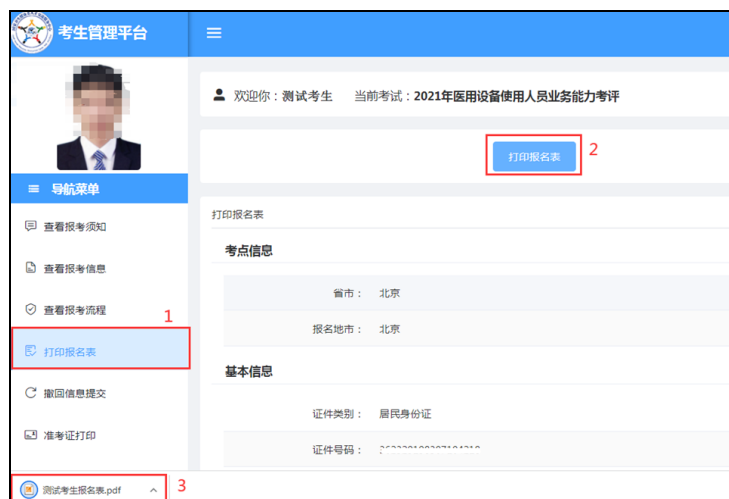 考生管理平台
欢迎你：测试考生 当前考试：2021年医用设备使用人员业务能力考评
打印报名表
2
导航菜单
查看报考须知
查看报考信息
查看报考流程
1
打印报名表
撤回信息提交
准考证打印
打印报名表
考点信息
省市： 北京
报名地市： 北京
基本信息
证件类别： 居民身份证
证件号码：
测试考生报名表.pdf
3